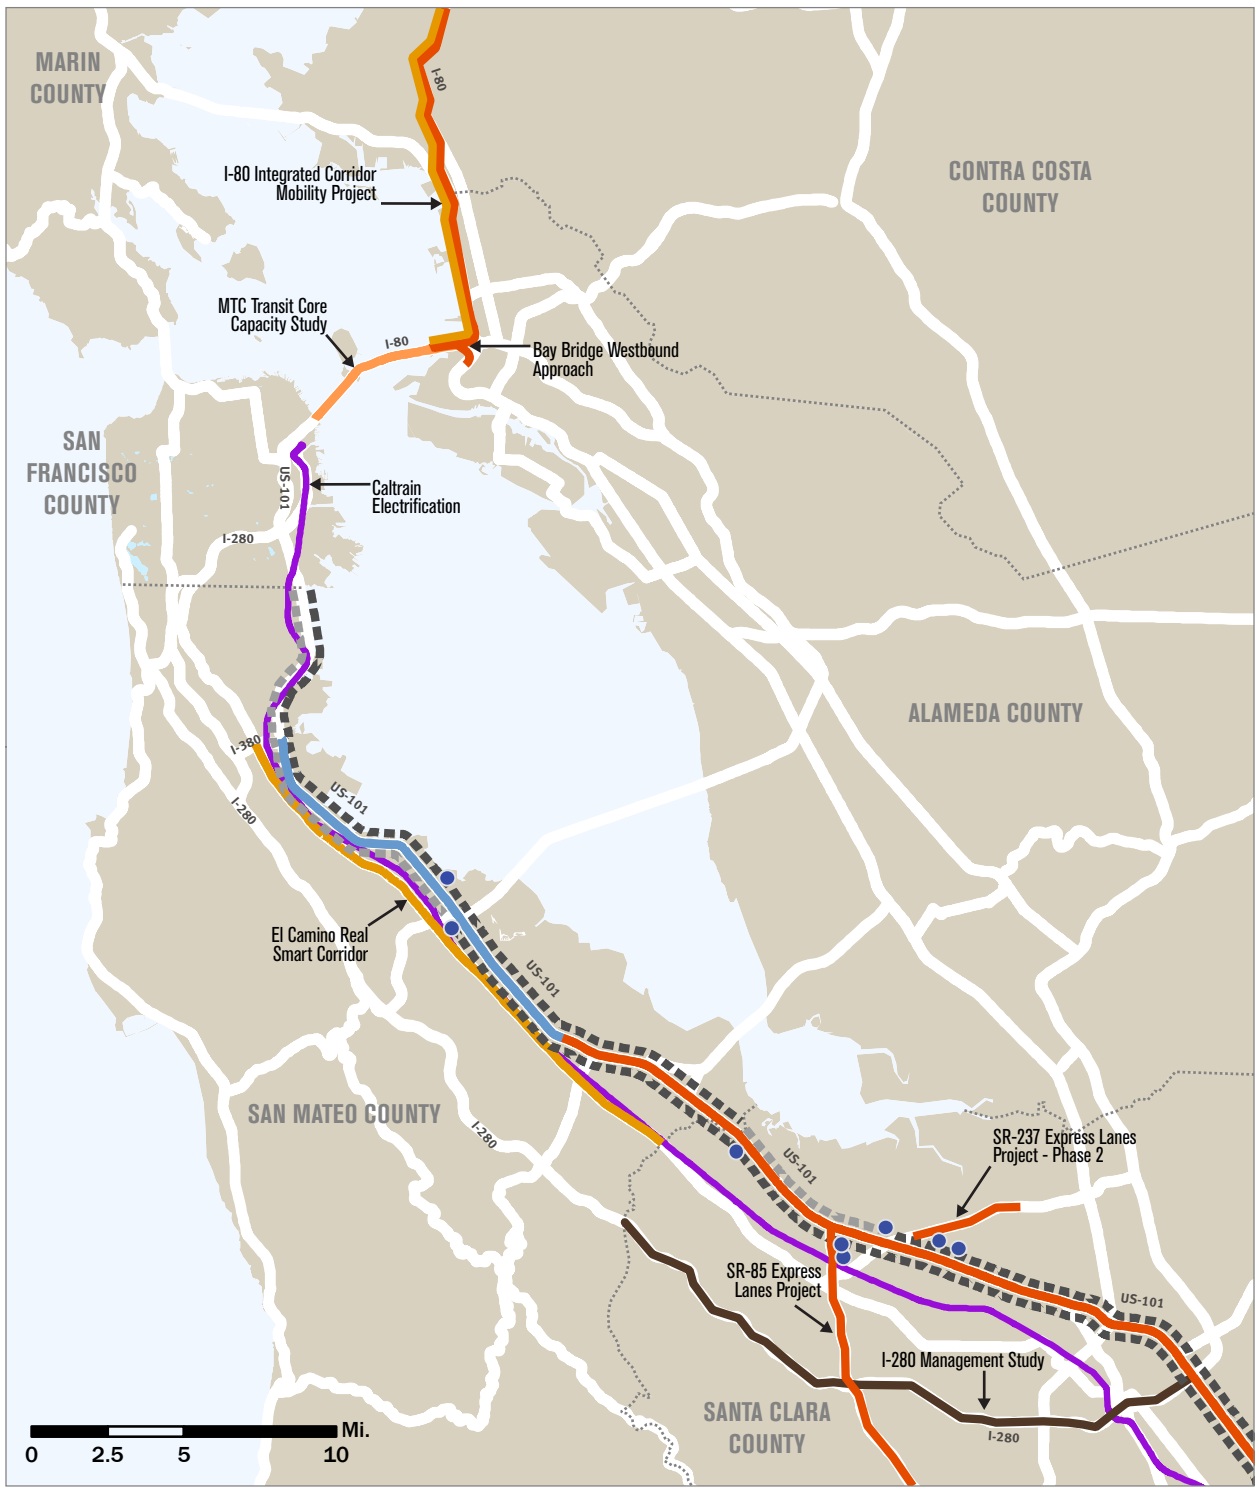 MARIN
COUNTY
I-80
I-80 Integrated Corridor
Mobility Project
CONTRA COSTA
COUNTY
MTC Transit Core
Capacity Study
I-80
Bay Bridge Westbound
Approach
SAN
FRANCISCO
COUNTY
US-101
Caltrain
Electrification
I-280
ALAMEDA COUNTY
I-380
US-101
I-280
El Camino Real
Smart Corridor
US-101
SAN MATEO COUNTY
I-280
US-101
SR-237 Express Lanes
Project - Phase 2
SR-85 Express
Lanes Project
US-101
I-280 Management Study
SANTA CLARA
COUNTY
I-280
Mi.
0 2.5 5 10